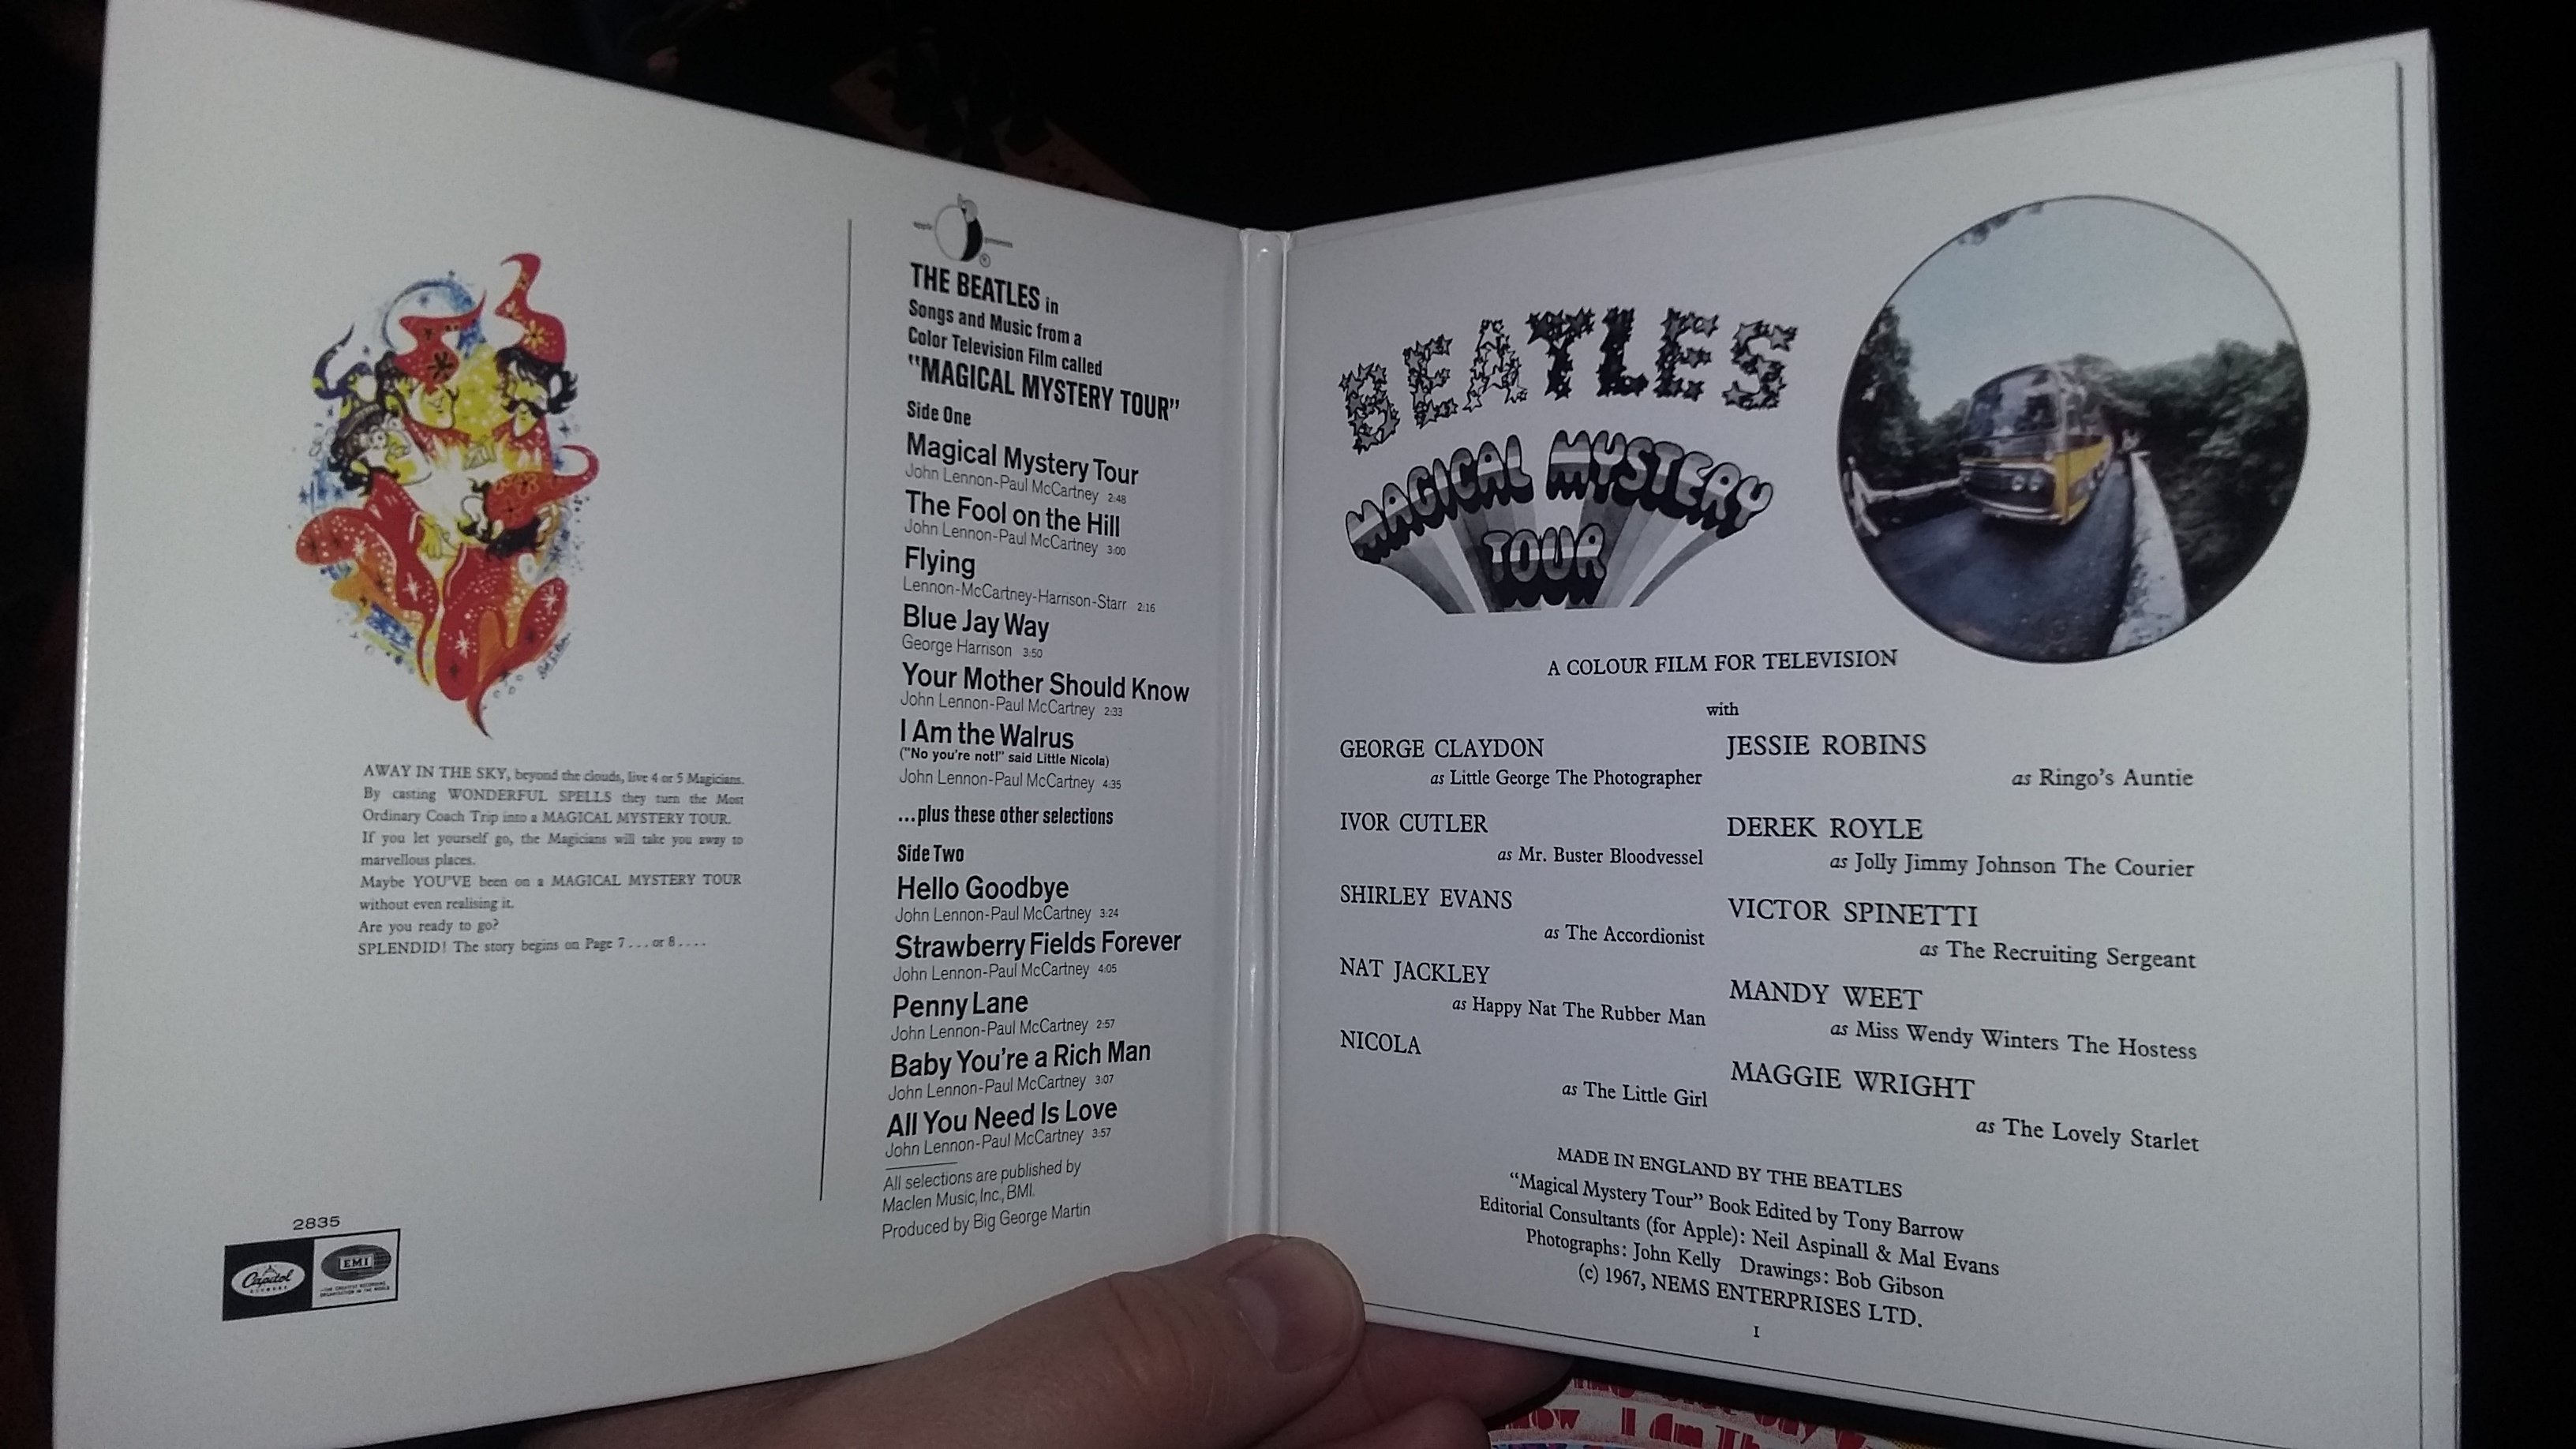 AWAY IN THE SKY, beyond the clouds, live 4 or 5 Magicians.
By casting WONDERFUL SPELLS they turn the Most
Ordinary Coach Trip into a MAGICAL MYSTERY TOUR.
If you let yourself go, the Magicians will take you away to
marvellous places.
Maybe YOU'VE been on a MAGICAL MYSTERY TOUR
without even realising it.
Are you ready to go?
SPLENDID! The story begins on Page 7 . . . or 8 . . . .
2835
Capitol
RECORDS
EMI
THE GREATEST RECORDING
ORGANISATION IN THE WORLD
apple presents
®
THE BEATLES in
Songs and Music from a
Color Television Film called
"MAGICAL MYSTERY TOUR"
Side One
Magical Mystery Tour
John Lennon-Paul McCartney 2:48
The Fool on the Hill
John Lennon-Paul McCartney 3:00
Flying
Lennon-McCartney-Harrison-Starr 2:16
Blue Jay Way
George Harrison 3:50
Your Mother Should Know
John Lennon-Paul McCartney 2:33
I Am the Walrus
("No you're not!" said Little Nicola)
John Lennon-Paul McCartney 4:35
...plus these other selections
Side Two
Hello Goodbye
John Lennon-Paul McCartney 3:24
Strawberry Fields Forever
John Lennon-Paul McCartney 4:05
Penny Lane
John Lennon-Paul McCartney 2:57
Baby You're a Rich Man
John Lennon-Paul McCartney 3:07
All You Need Is Love
John Lennon-Paul McCartney 3:57
All selections are published by
Maclen Music, Inc., BMI.
Produced by Big George Martin
BEATLES
MAGICAL MYSTERY
TOUR
A COLOUR FILM FOR TELEVISION
with
GEORGE CLAYDON
as Little George The Photographer
IVOR CUTLER
as Mr. Buster Bloodvessel
SHIRLEY EVANS
as The Accordionist
NAT JACKLEY
as Happy Nat The Rubber Man
NICOLA
as The Little Girl
JESSIE ROBINS
as Ringo's Auntie
DEREK ROYLE
as Jolly Jimmy Johnson The Courier
VICTOR SPINETTI
as The Recruiting Sergeant
MANDY WEET
as Miss Wendy Winters The Hostess
MAGGIE WRIGHT
as The Lovely Starlet
MADE IN ENGLAND BY THE BEATLES
"Magical Mystery Tour" Book Edited by Tony Barrow
Editorial Consultants (for Apple): Neil Aspinall & Mal Evans
Photographs: John Kelly Drawings: Bob Gibson
(c) 1967, NEMS ENTERPRISES LTD.
I
I Am